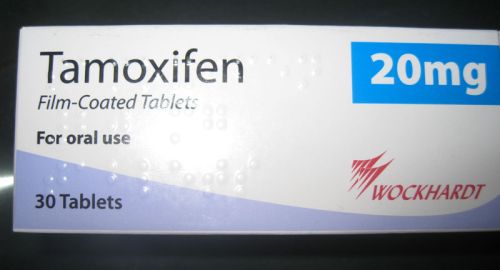 Tamoxifen
20mg
Film-Coated Tablets
For oral use
WOCKHARDT
30 Tablets